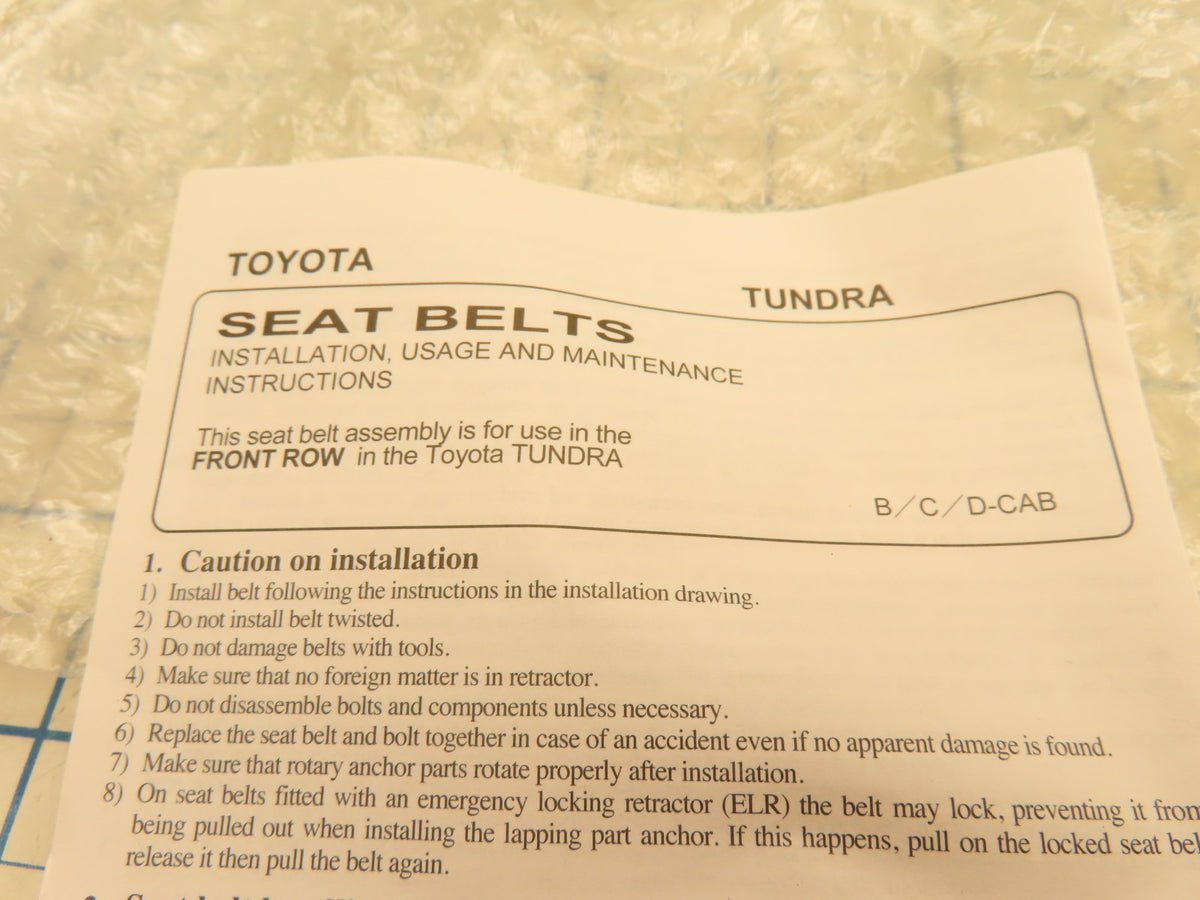 TOYOTA
TUNDRA
SEAT BELTS
INSTALLATION, USAGE AND MAINTENANCE
INSTRUCTIONS
This seat belt assembly is for use in the
FRONT ROW in the Toyota TUNDRA
B/C/D-CAB
1. Caution on installation
1) Install belt following the instructions in the installation drawing.
2) Do not install belt twisted.
3) Do not damage belts with tools.
4) Make sure that no foreign matter is in retractor.
5) Do not disassemble bolts and components unless necessary.
6) Replace the seat belt and bolt together in case of an accident even if no apparent damage is found.
7) Make sure that rotary anchor parts rotate properly after installation.
8) On seat belts fitted with an emergency locking retractor (ELR) the belt may lock, preventing it from
being pulled out when installing the lapping part anchor. If this happens, pull on the locked seat bel
release it then pull the belt again.